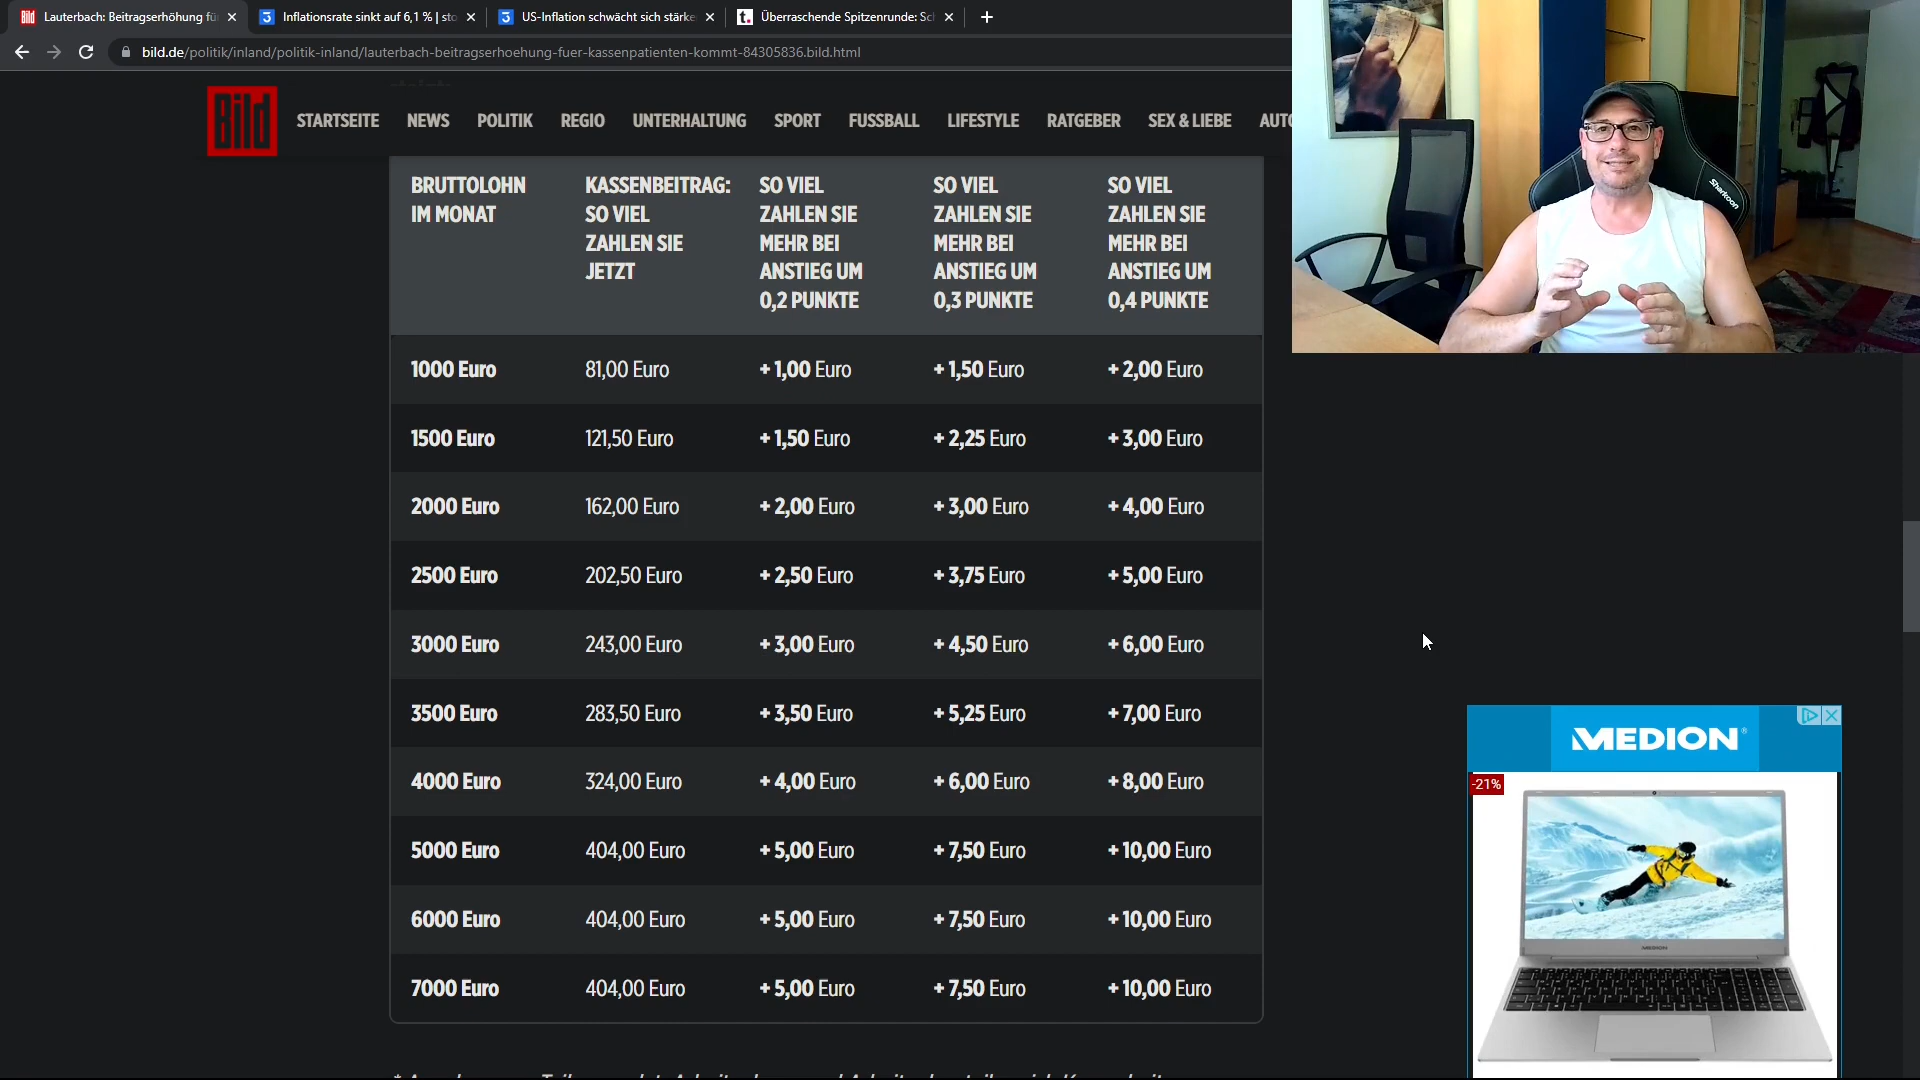 Bild Lauterbach: Beitragserhöhung fü
Inflationsrate sinkt auf 6,1 % | sto
US-Inflation schwächt sich stärke
t. Überraschende Spitzenrunde: Sc
bild.de/politik/inland/politik-inland/lauterbach-beitragserhoehung-fuer-kassenpatienten-kommt-84305836.bild.html
Bild STARTSEITE NEWS POLITIK REGIO UNTERHALTUNG SPORT FUSSBALL LIFESTYLE RATGEBER SEX & LIEBE AUTO
BRUTTOLOHN
IM MONAT
KASSENBEITRAG:
SO VIEL
ZAHLEN SIE
JETZT
SO VIEL
ZAHLEN SIE
MEHR BEI
ANSTIEG UM
0,2 PUNKTE
SO VIEL
ZAHLEN SIE
MEHR BEI
ANSTIEG UM
0,3 PUNKTE
SO VIEL
ZAHLEN SIE
MEHR BEI
ANSTIEG UM
0,4 PUNKTE
1000 Euro 81,00 Euro + 1,00 Euro + 1,50 Euro + 2,00 Euro
1500 Euro 121,50 Euro + 1,50 Euro + 2,25 Euro + 3,00 Euro
2000 Euro 162,00 Euro + 2,00 Euro + 3,00 Euro + 4,00 Euro
2500 Euro 202,50 Euro + 2,50 Euro + 3,75 Euro + 5,00 Euro
3000 Euro 243,00 Euro + 3,00 Euro + 4,50 Euro + 6,00 Euro
3500 Euro 283,50 Euro + 3,50 Euro + 5,25 Euro + 7,00 Euro
4000 Euro 324,00 Euro + 4,00 Euro + 6,00 Euro + 8,00 Euro
5000 Euro 404,00 Euro + 5,00 Euro + 7,50 Euro + 10,00 Euro
6000 Euro 404,00 Euro + 5,00 Euro + 7,50 Euro + 10,00 Euro
7000 Euro 404,00 Euro + 5,00 Euro + 7,50 Euro + 10,00 Euro
Sharkoon
MEDION®
-21%
MEDION